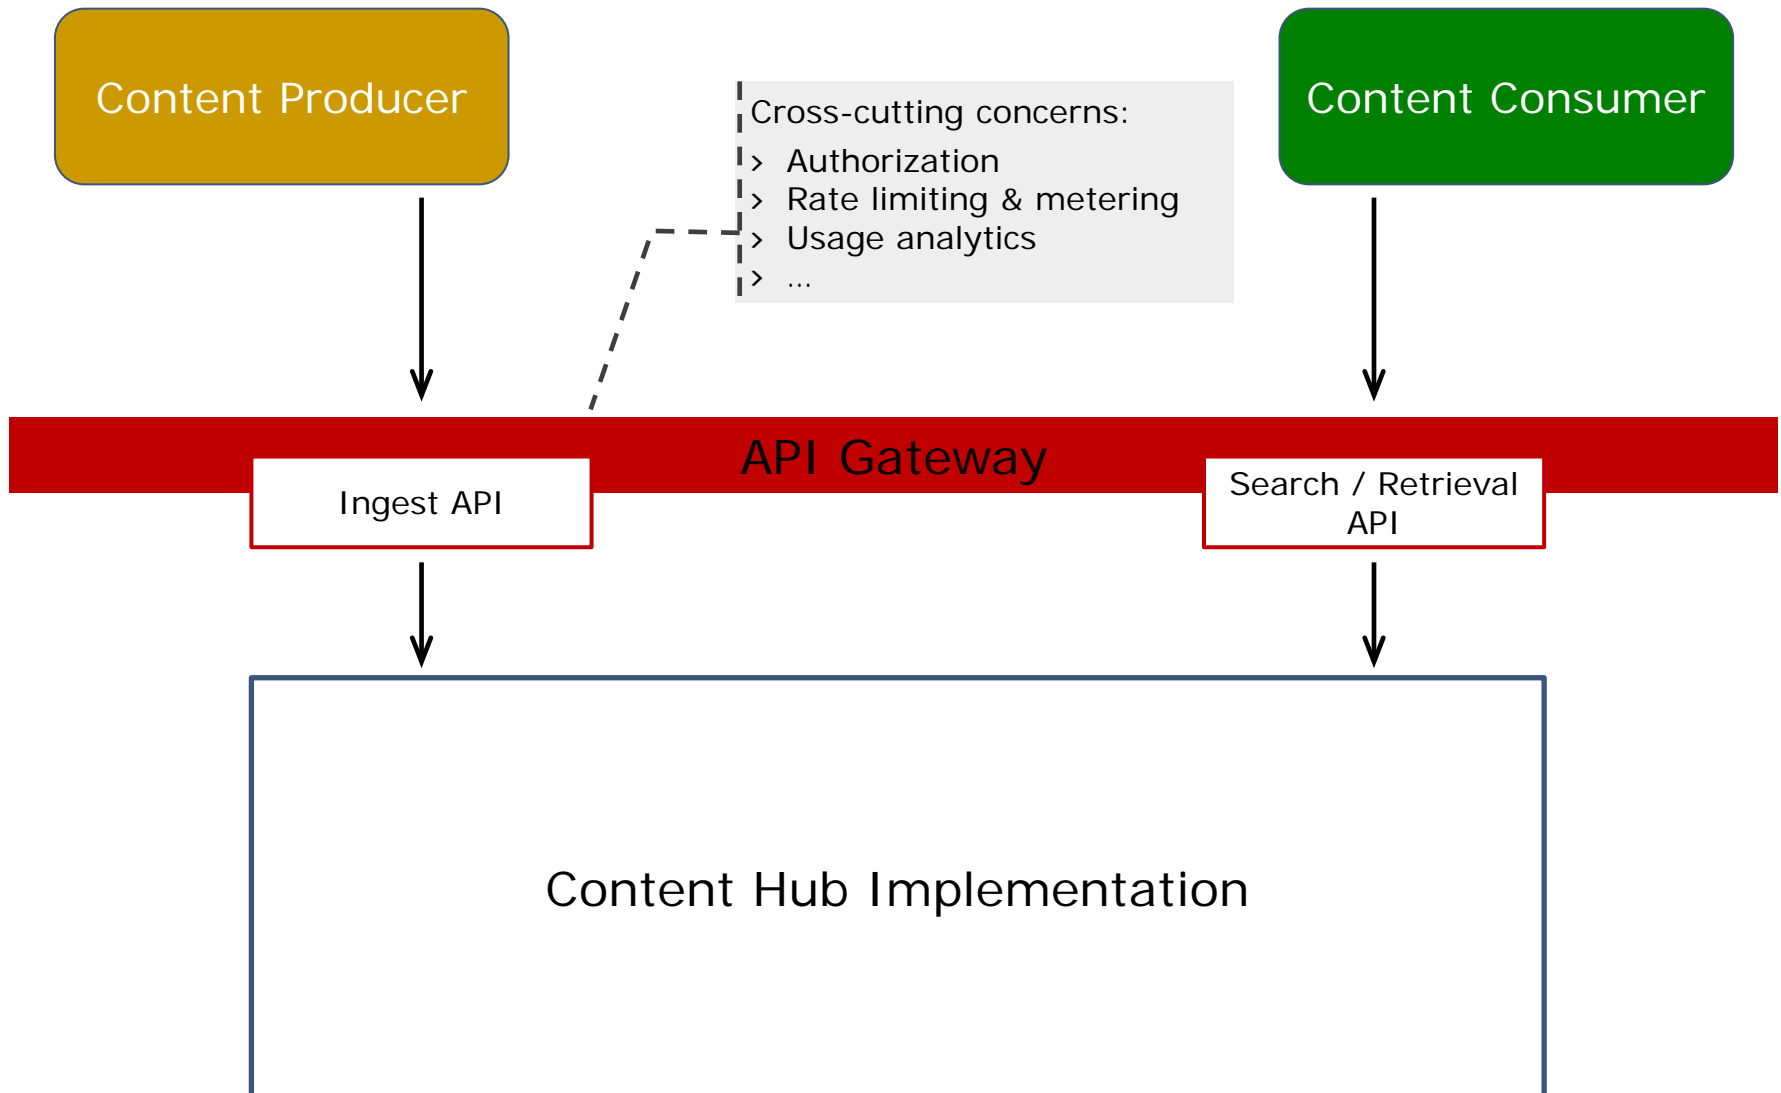 Content Producer
Content Consumer
Cross-cutting concerns:
› Authorization
› Rate limiting & metering
› Usage analytics
› ...
API Gateway
Ingest API
Search / Retrieval
API
Content Hub Implementation